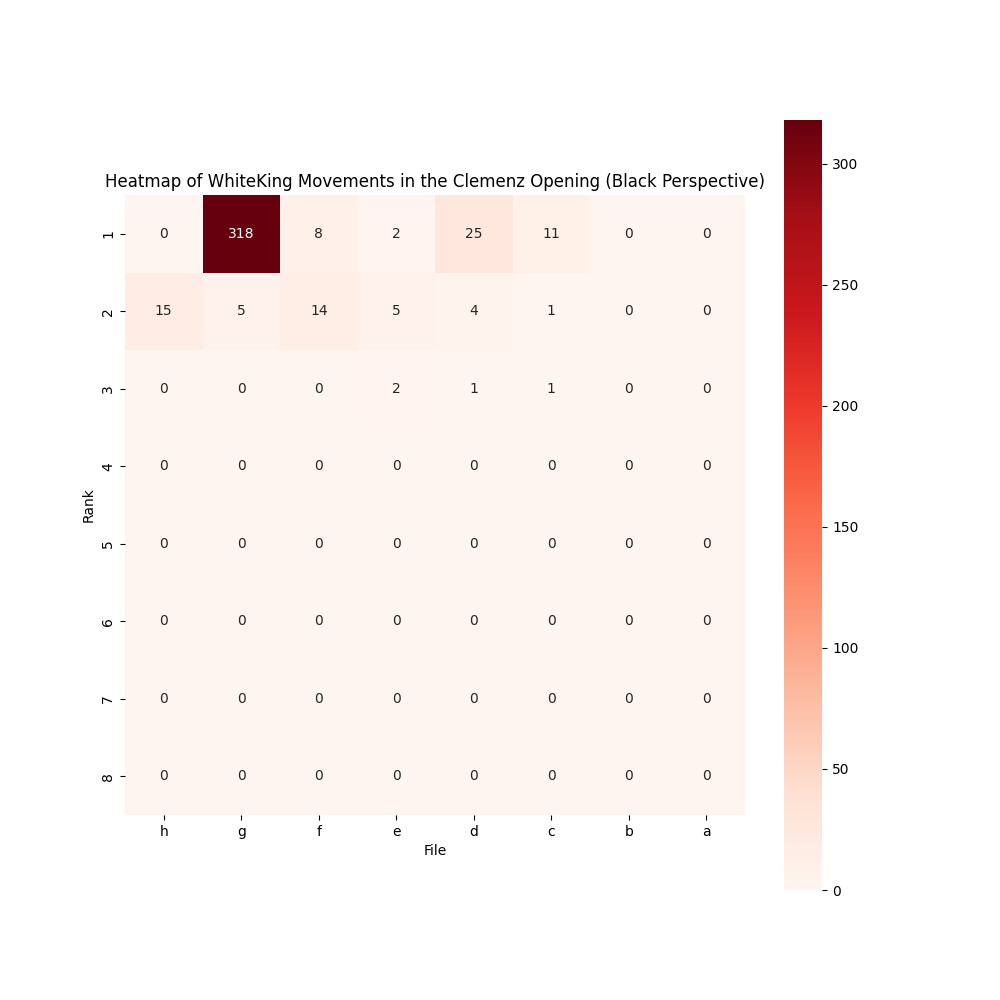 Heatmap of WhiteKing Movements in the Clemenz Opening (Black Perspective)
1 0 318 8 2 25 11 0 0
2 15 5 14 5 4 1 0 0
3 0 0 0 2 1 1 0 0
4 0 0 0 0 0 0 0 0
5 0 0 0 0 0 0 0 0
6 0 0 0 0 0 0 0 0
7 0 0 0 0 0 0 0 0
8 0 0 0 0 0 0 0 0
Rank
h g f e d c b a
File
300
250
200
150
100
50
0